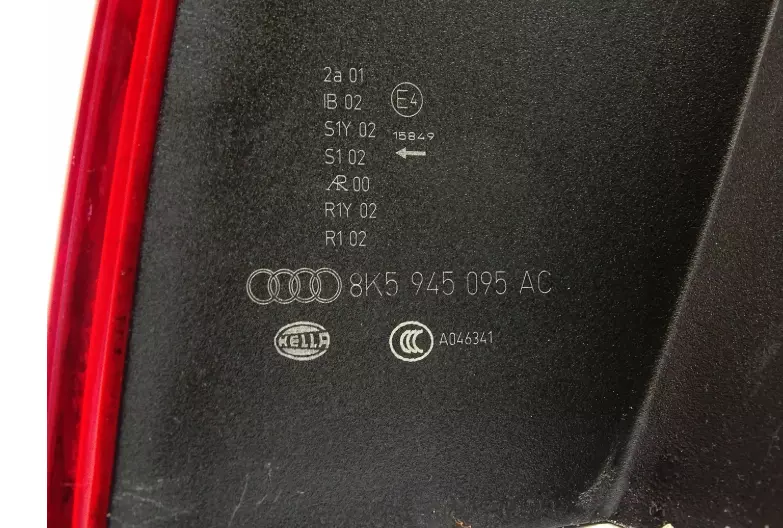 2a 01
IB 02
E4
S1Y 02
15849
S1 02
←
AR 00
R1Y 02
R1 02
8K5 945 095 AC
HELLA
CCC
A046341